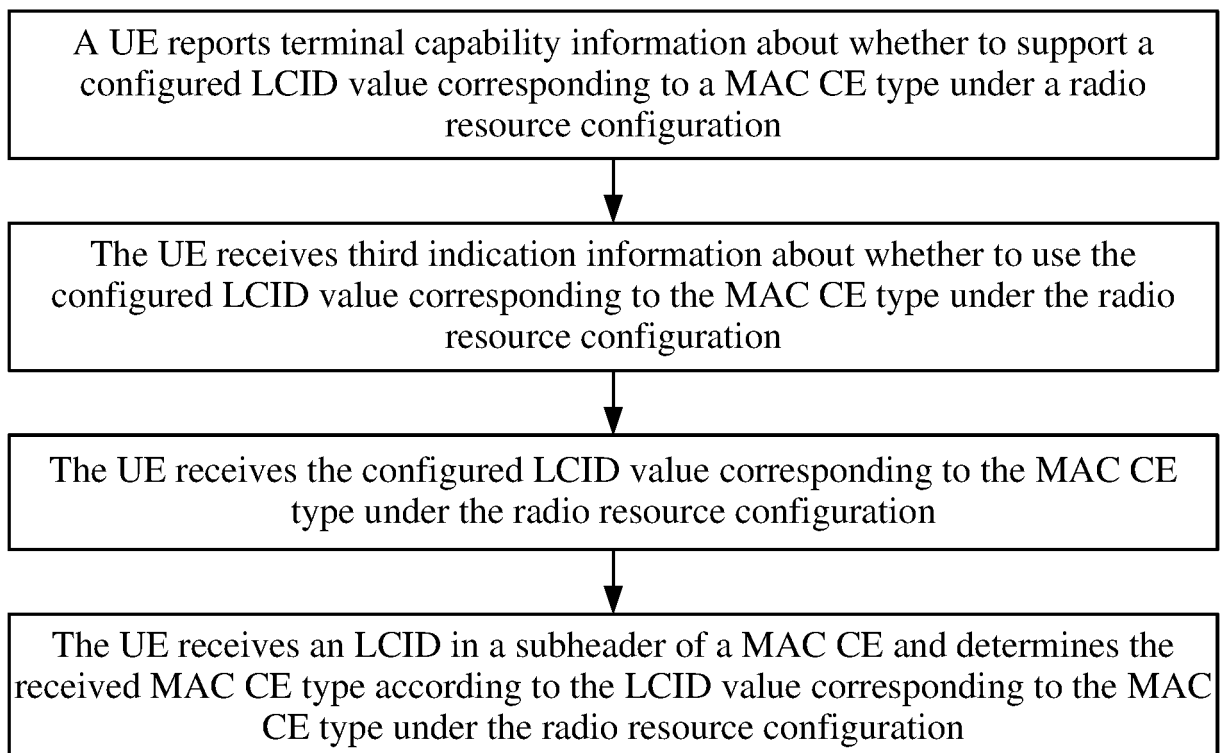 A UE reports terminal capability information about whether to support a
configured LCID value corresponding to a MAC CE type under a radio
resource configuration
The UE receives third indication information about whether to use the
configured LCID value corresponding to the MAC CE type under the radio
resource configuration
The UE receives the configured LCID value corresponding to the MAC CE
type under the radio resource configuration
The UE receives an LCID in a subheader of a MAC CE and determines the
received MAC CE type according to the LCID value corresponding to the MAC
CE type under the radio resource configuration